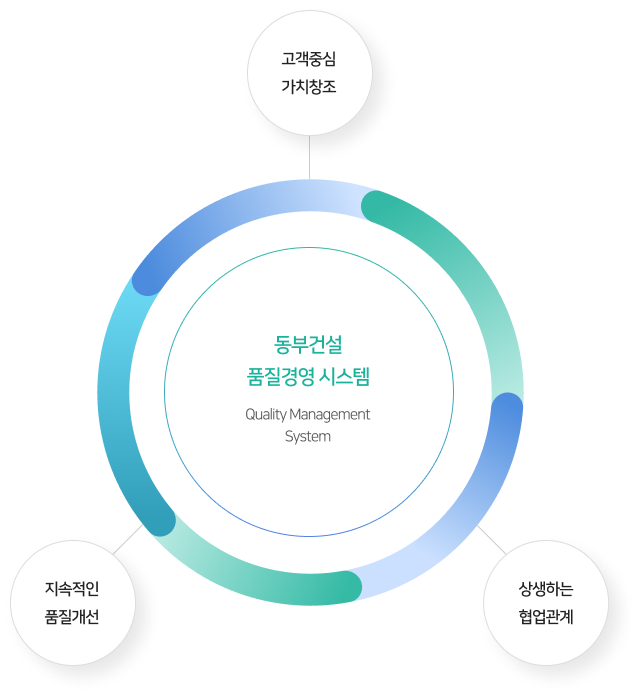 고객중심
가치창조
동부건설
품질경영 시스템
Quality Management
System
지속적인
품질개선
상생하는
협업관계